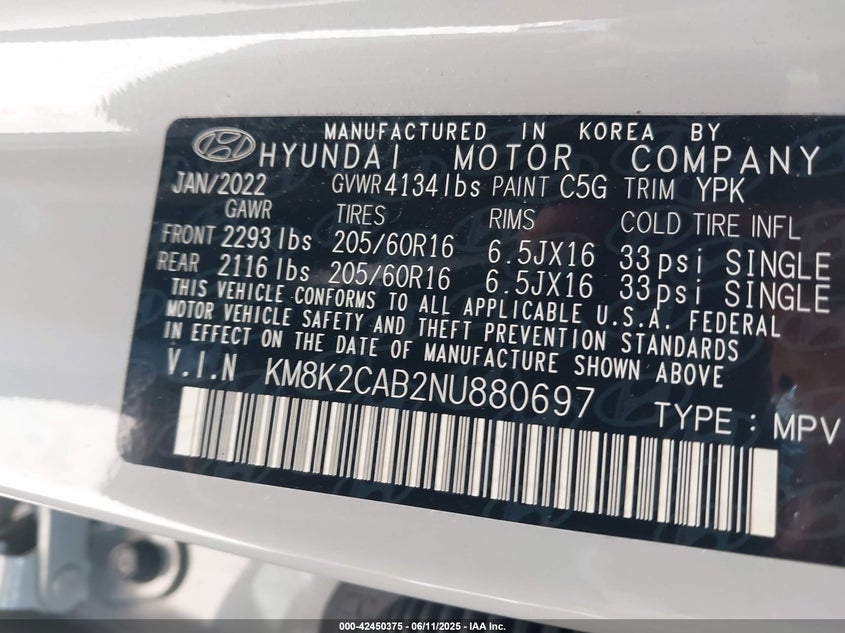 MANUFACTURED IN KOREA BY
HYUNDAI MOTOR COMPANY
JAN/2022 GVWR 4134 lbs PAINT C5G TRIM YPK
GAWR TIRES RIMS COLD TIRE INFL
FRONT 2293 lbs 205/60R16 6.5JX16 33psi SINGLE
REAR 2116 lbs 205/60R16 6.5JX16 33psi SINGLE
THIS VEHICLE CONFORMS TO ALL APPLICABLE U.S.A. FEDERAL
MOTOR VEHICLE SAFETY AND THEFT PREVENTION STANDARDS
IN EFFECT ON THE DATE OF MANUFACTURE SHOWN ABOVE
V.I.N KM8K2CAB2NU880697 TYPE : MPV
000-42450375 - 06/11/2025 - IAA Inc.